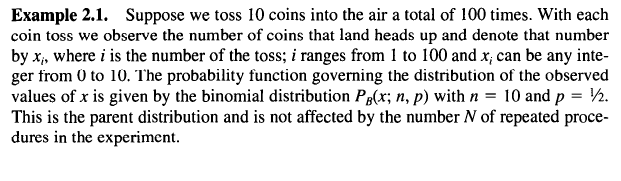 Example 2.1. Suppose we toss 10 coins into the air a total of 100 times. With each
coin toss we observe the number of coins that land heads up and denote that number
by xᵢ, where i is the number of the toss; i ranges from 1 to 100 and xᵢ can be any inte-
ger from 0 to 10. The probability function governing the distribution of the observed
values of x is given by the binomial distribution P_B(x; n, p) with n = 10 and p = ½.
This is the parent distribution and is not affected by the number N of repeated proce-
dures in the experiment.